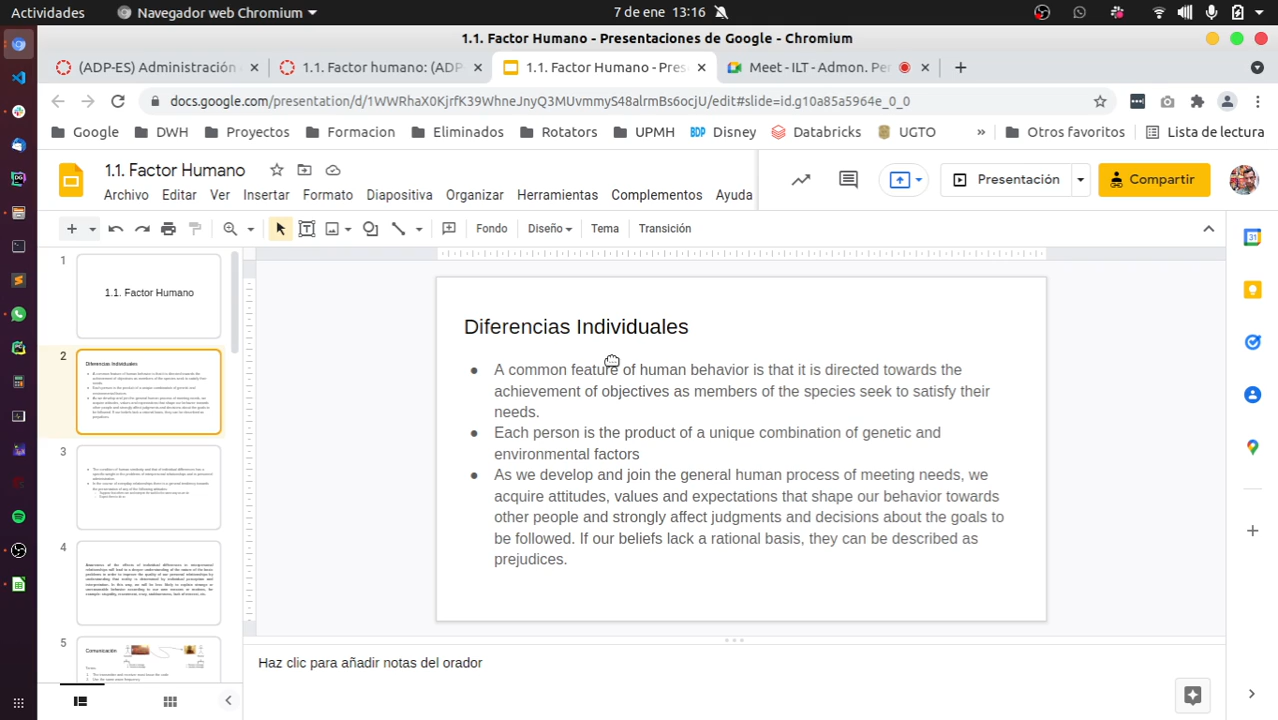 Actividades
Navegador web Chromium
7 de ene 13:16
1.1. Factor Humano - Presentaciones de Google - Chromium
(ADP-ES) Administración
1.1. Factor humano: (ADP
1.1. Factor Humano - Pres
Meet - ILT - Admon. Per
docs.google.com/presentation/d/1WWRhaX0KjrfK39WhneJnyQ3MUvmmyS48alrmBs6ocjU/edit#slide=id.g10a85a5964e_0_0
Google
DWH
Proyectos
Formacion
Eliminados
Rotators
UPMH
BDP Disney
Databricks
UGTO
»
Otros favoritos
Lista de lectura
1.1. Factor Humano
Archivo Editar Ver Insertar Formato Diapositiva Organizar Herramientas Complementos Ayuda
Presentación
Compartir
Fondo Diseño Tema Transición
31
1
1.1. Factor Humano
2
Diferencias Individuales
3
4
5
Comunicación
Diferencias Individuales
● A common feature of human behavior is that it is directed towards the
achievement of objectives as members of the species seek to satisfy their
needs.
● Each person is the product of a unique combination of genetic and
environmental factors
● As we develop and join the general human process of meeting needs, we
acquire attitudes, values and expectations that shape our behavior towards
other people and strongly affect judgments and decisions about the goals to
be followed. If our beliefs lack a rational basis, they can be described as
prejudices.
Haz clic para añadir notas del orador